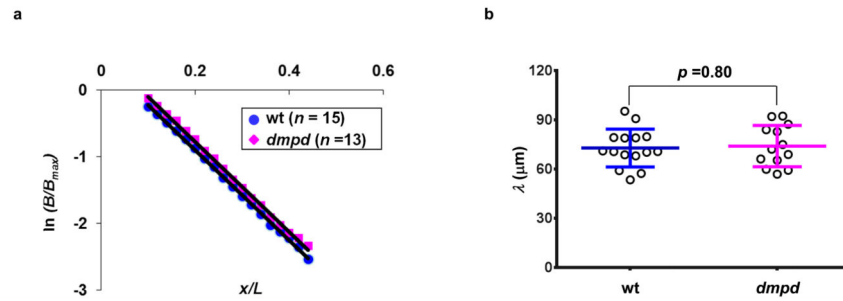 a
b
0
0.2
0.4
0.6
0
-1
-2
-3
ln (B/Bmax)
x/L
wt (n = 15)
dmpd (n =13)
p =0.80
120
90
60
30
0
λ (μm)
wt
dmpd